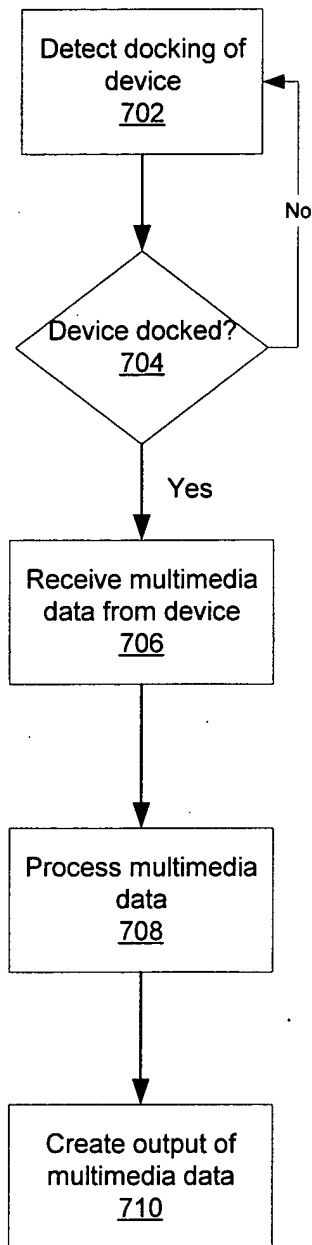 Detect docking of
device
702
No
Device docked?
704
Yes
Receive multimedia
data from device
706
Process multimedia
data
708
Create output of
multimedia data
710